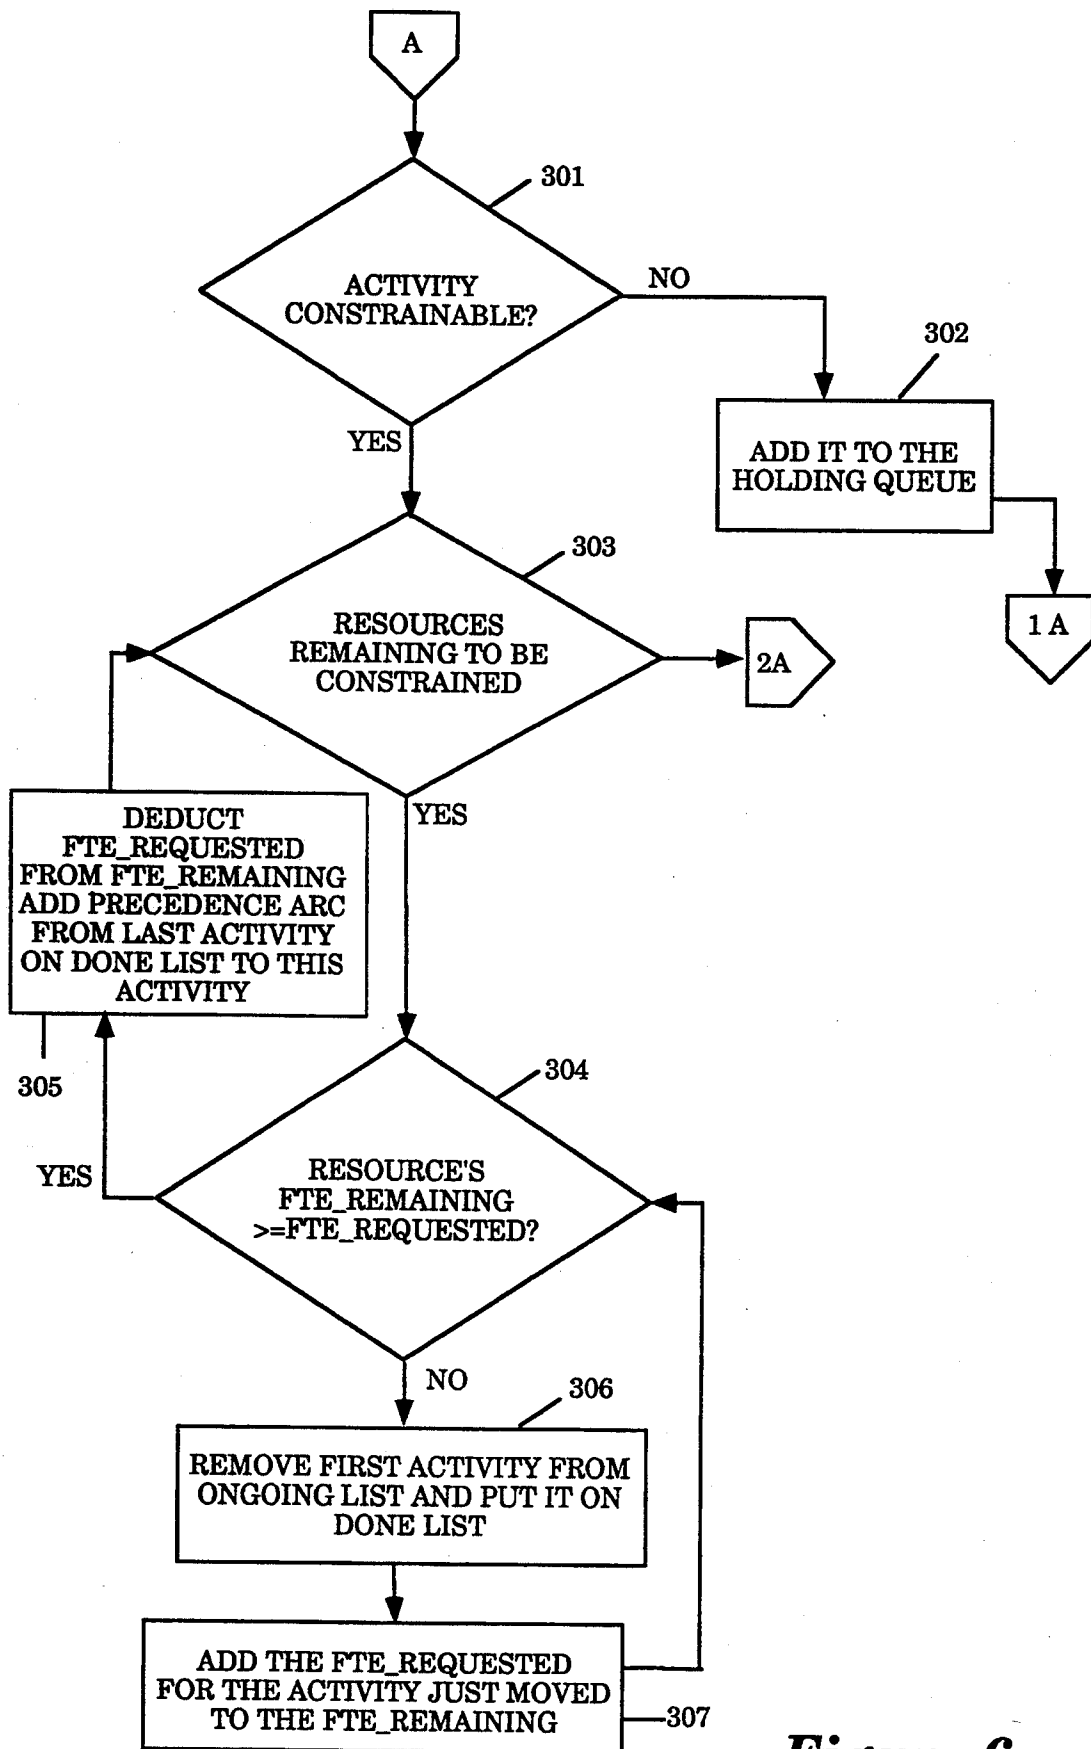 A
301
ACTIVITY
CONSTRAINABLE?
NO
302
YES
ADD IT TO THE
HOLDING QUEUE
303
RESOURCES
REMAINING TO BE
CONSTRAINED
1 A
2A
YES
DEDUCT
FTE_REQUESTED
FROM FTE_REMAINING
ADD PRECEDENCE ARC
FROM LAST ACTIVITY
ON DONE LIST TO THIS
ACTIVITY
305
304
YES
RESOURCE'S
FTE_REMAINING
>=FTE_REQUESTED?
NO
306
REMOVE FIRST ACTIVITY FROM
ONGOING LIST AND PUT IT ON
DONE LIST
ADD THE FTE_REQUESTED
FOR THE ACTIVITY JUST MOVED
TO THE FTE_REMAINING
307